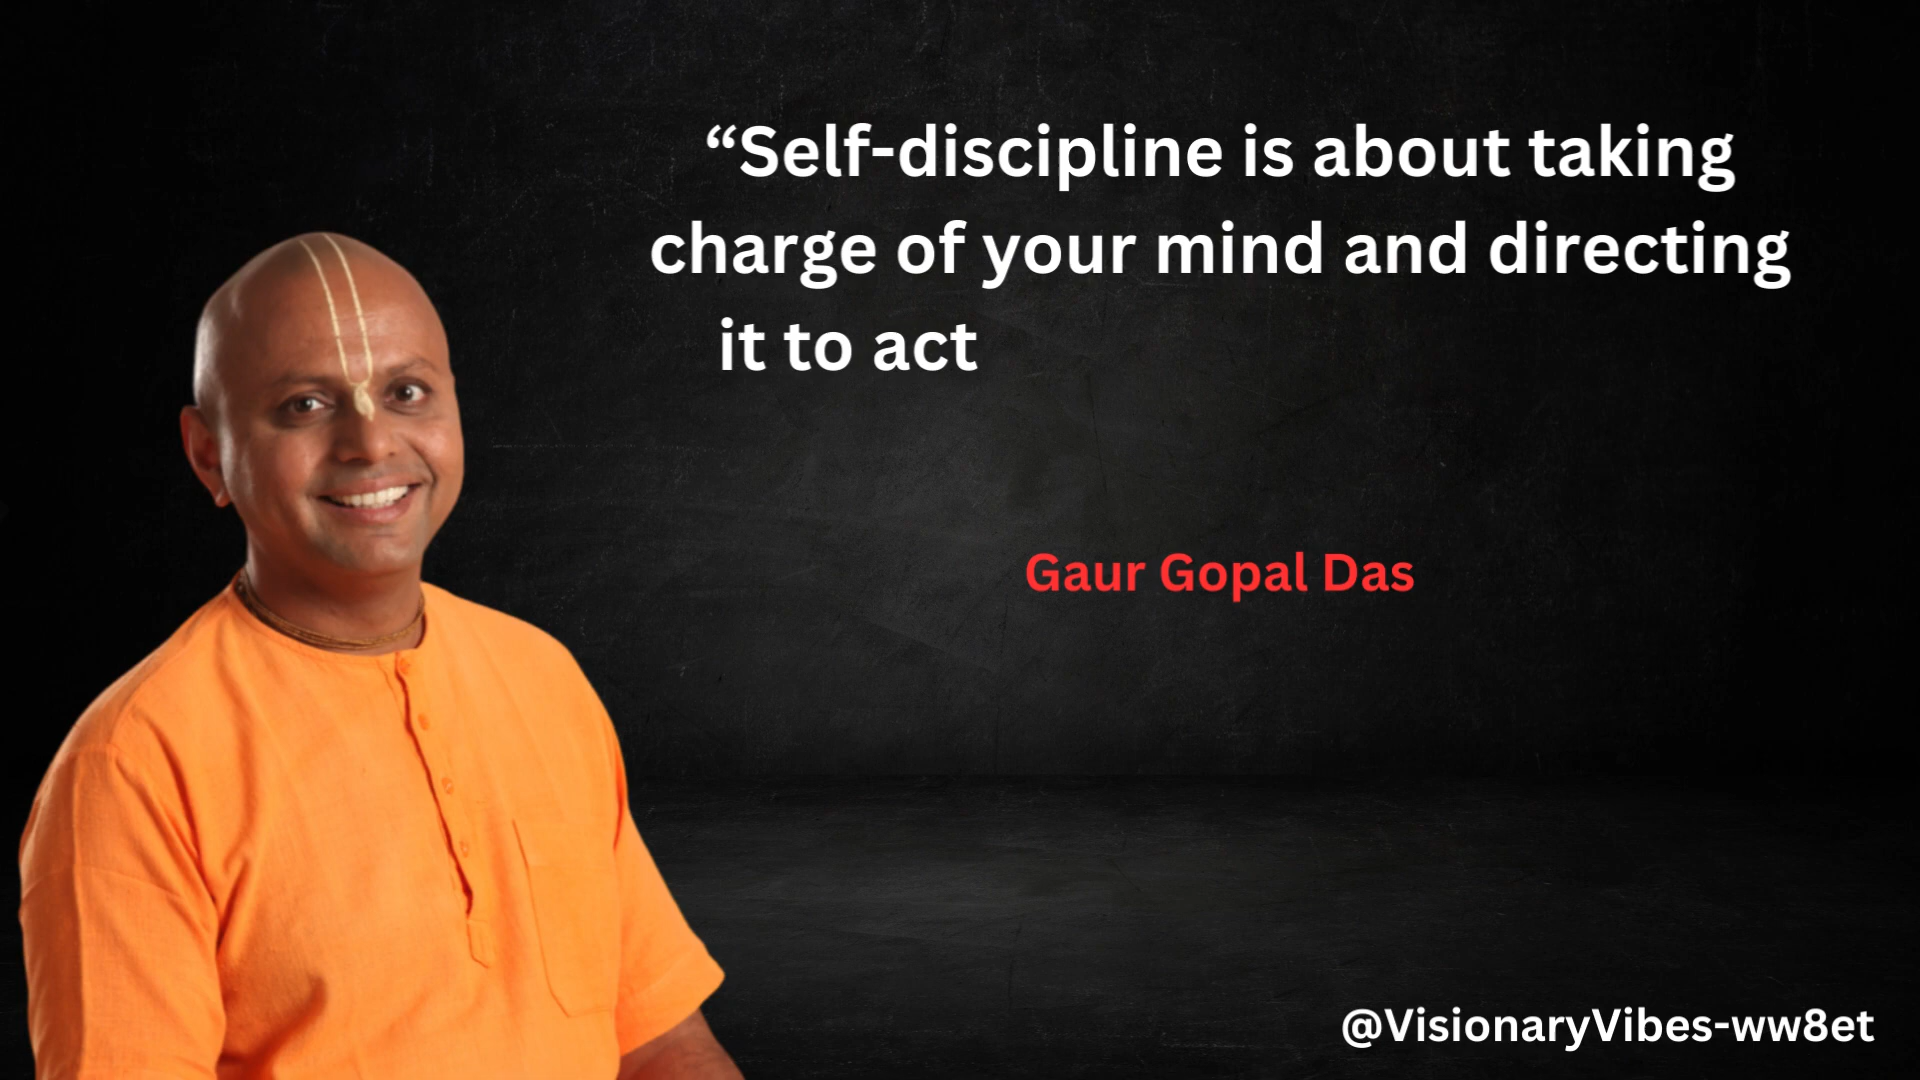 “Self-discipline is about taking
charge of your mind and directing
it to act
Gaur Gopal Das
@VisionaryVibes-ww8et